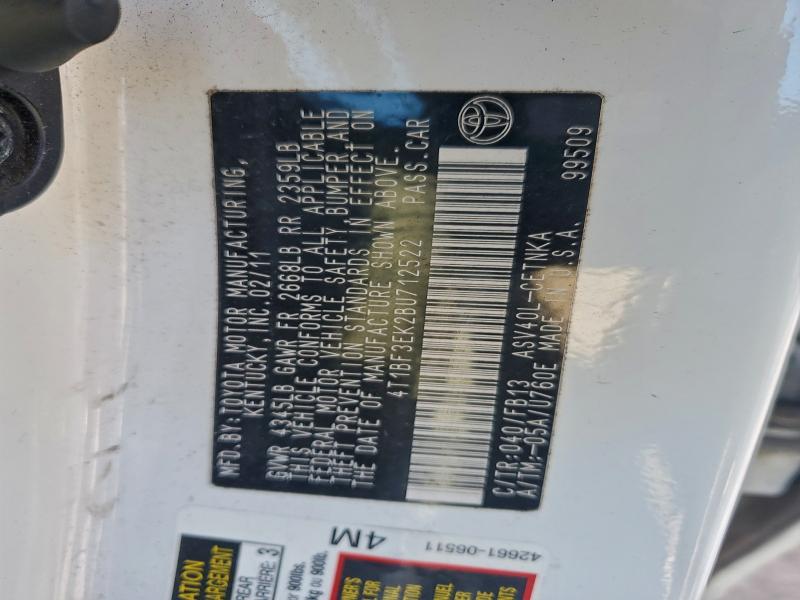 MFD.BY:TOYOTA MOTOR MANUFACTURING,
KENTUCKY,INC.02/11
GVWR 4345LB GAWR FR 2668LB RR 2359LB
THIS VEHICLE CONFORMS TO ALL APPLICABLE
FEDERAL MOTOR VEHICLE SAFETY, BUMPER, AND
THEFT PREVENTION STANDARDS IN EFFECT ON
THE DATE OF MANUFACTURE SHOWN ABOVE.
4T1BF3EK2BU712522 PASS.CAR
C/TR:040/FB13 ASV40L-CETNKA
A/TM:-05A/U760E MADE IN U.S.A. 99509
4M
42661-06511
REAR 3